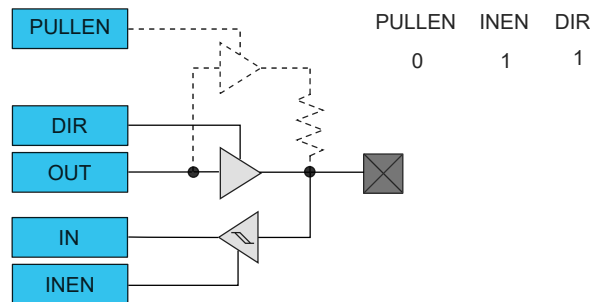 PULLEN
PULLEN INEN DIR
0 1 1
DIR
OUT
IN
INEN